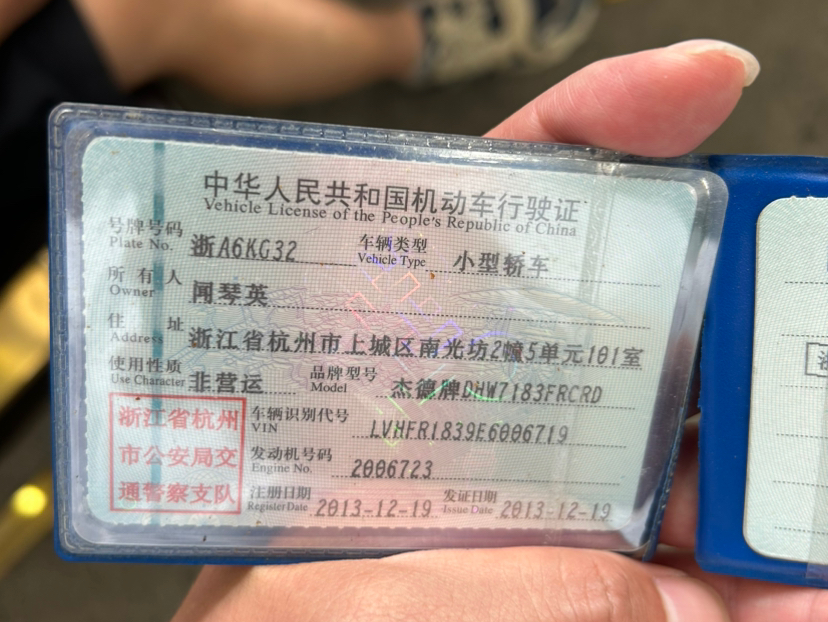 中华人民共和国机动车行驶证
Vehicle License of the People's Republic of China
号牌号码 浙A6KG32 车辆类型 小型轿车
Plate No. Vehicle Type
所有人 闻琴英
Owner
住址 浙江省杭州市上城区南光坊2幢5单元101室
Address
使用性质 非营运 品牌型号 杰德牌DHW7183FRCRD
Use Character Model
浙江省杭州 车辆识别代号 LVHFR1839E6006719
VIN
市公安局交 发动机号码 2006723
Engine No.
通警察支队 注册日期 2013-12-19 发证日期 2013-12-19
Register Date Issue Date